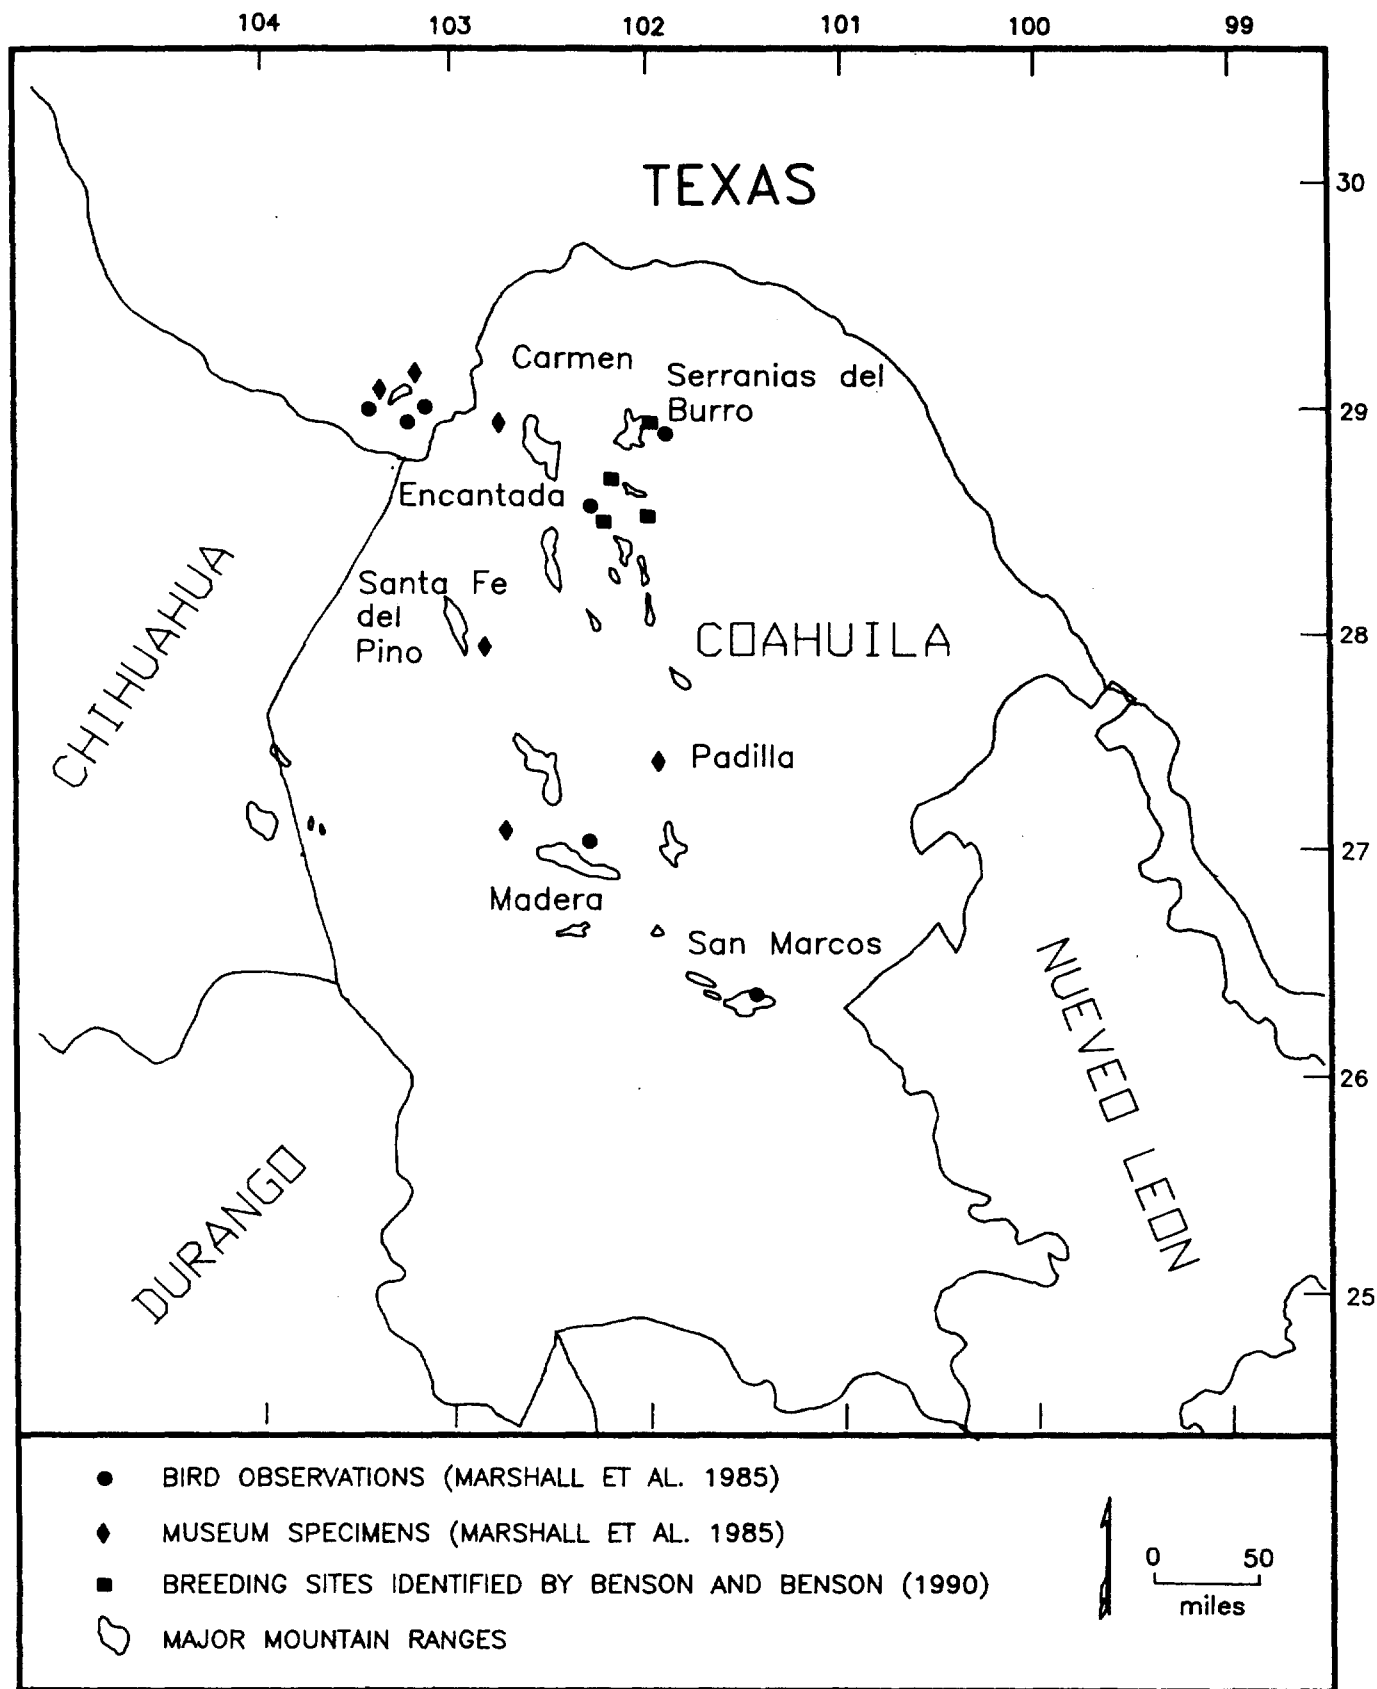 104 103 102 101 100 99
TEXAS
30
Carmen
Serranias del
Burro
29
Encantada
CHIHUAHUA
Santa Fe
del
Pino
COAHUILA
28
Padilla
27
Madera
San Marcos
NUEVEO LEON
26
DURANGO
25
BIRD OBSERVATIONS (MARSHALL ET AL. 1985)
MUSEUM SPECIMENS (MARSHALL ET AL. 1985)
BREEDING SITES IDENTIFIED BY BENSON AND BENSON (1990)
MAJOR MOUNTAIN RANGES
0 50
miles